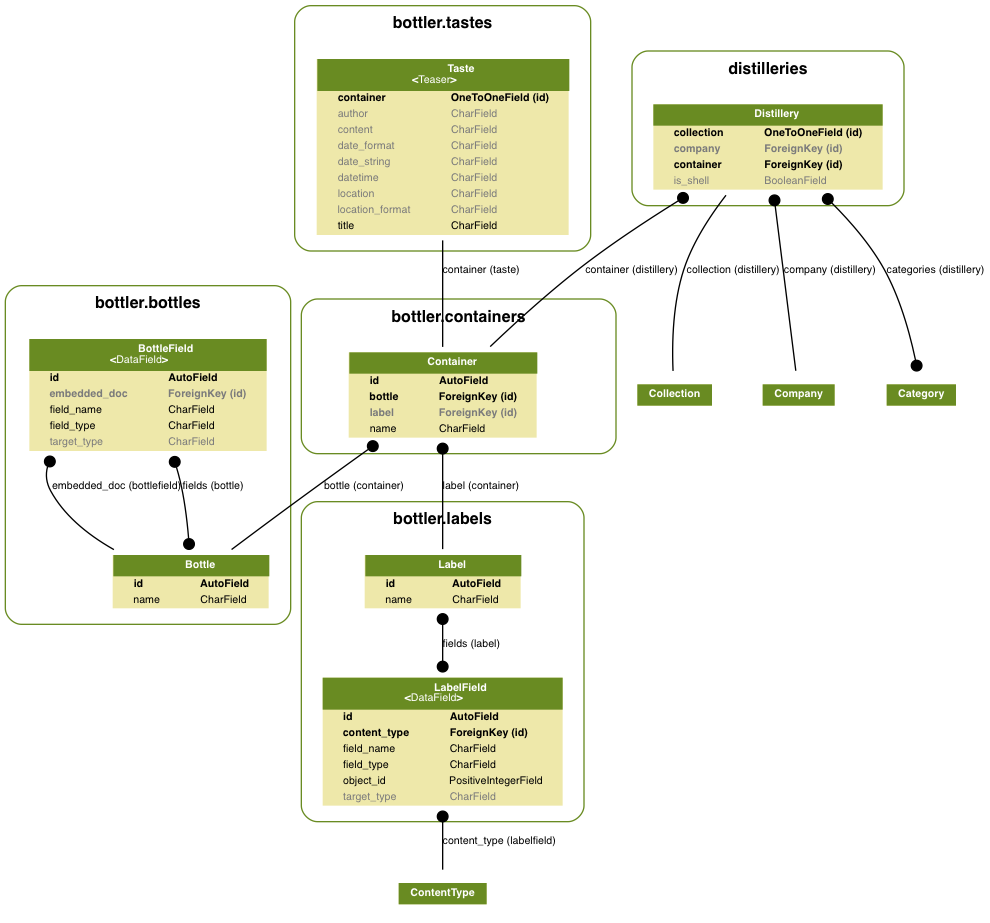 bottler.tastes
Taste
<Teaser>
container OneToOneField (id)
author CharField
content CharField
date_format CharField
date_string CharField
datetime CharField
location CharField
location_format CharField
title CharField
distilleries
Distillery
collection OneToOneField (id)
company ForeignKey (id)
container ForeignKey (id)
is_shell BooleanField
container (taste)
container (distillery)
collection (distillery)
company (distillery)
categories (distillery)
bottler.bottles
BottleField
<DataField>
id AutoField
embedded_doc ForeignKey (id)
field_name CharField
field_type CharField
target_type CharField
bottler.containers
Container
id AutoField
bottle ForeignKey (id)
label ForeignKey (id)
name CharField
Collection
Company
Category
embedded_doc (bottlefield)
fields (bottle)
bottle (container)
label (container)
Bottle
id AutoField
name CharField
bottler.labels
Label
id AutoField
name CharField
fields (label)
LabelField
<DataField>
id AutoField
content_type ForeignKey (id)
field_name CharField
field_type CharField
object_id PositiveIntegerField
target_type CharField
content_type (labelfield)
ContentType